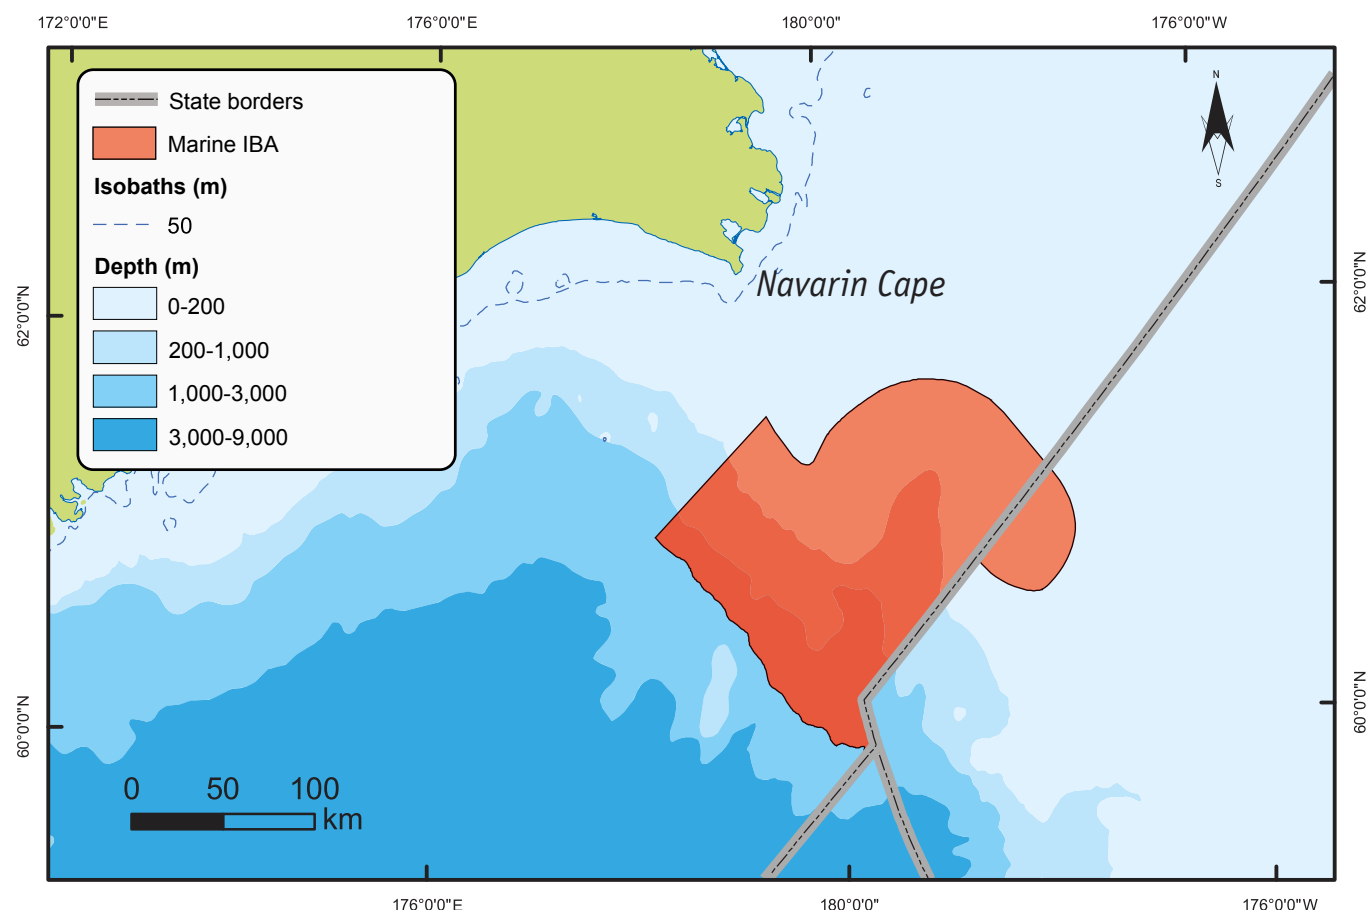 172°0'0"E
176°0'0"E
180°0'0"
176°0'0"W
State borders
Marine IBA
Isobaths (m)
50
Depth (m)
0-200
200-1,000
1,000-3,000
3,000-9,000
N
S
62°0'0"N
62°0'0"N
Navarin Cape
60°0'0"N
60°0'0"N
0 50 100
km
176°0'0"E
180°0'0"
176°0'0"W